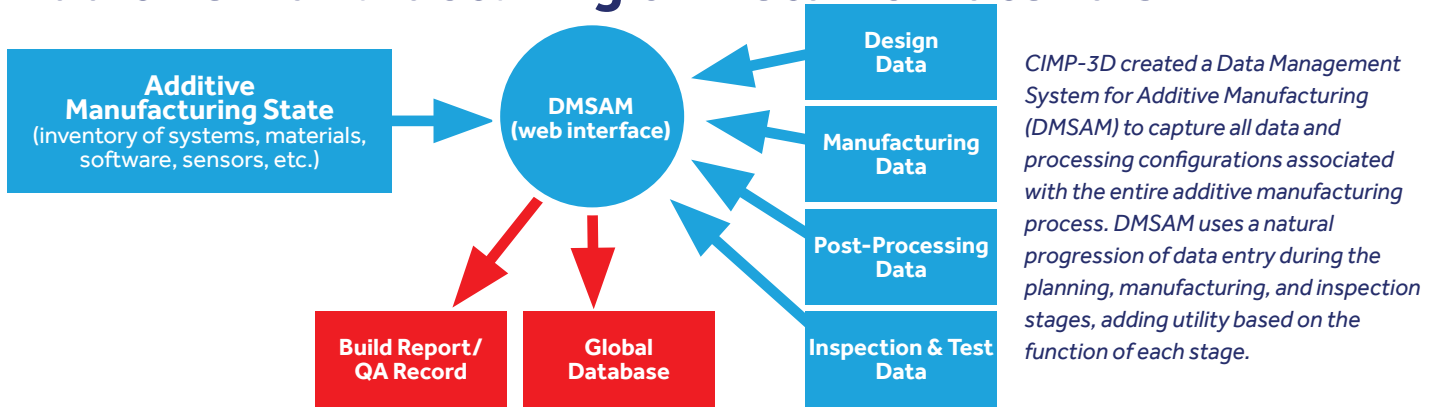 Additive
Manufacturing State
(inventory of systems, materials,
software, sensors, etc.)
DMSAM
(web interface)
Design
Data
Manufacturing
Data
Post-Processing
Data
Inspection & Test
Data
Build Report/
QA Record
Global
Database
CIMP-3D created a Data Management
System for Additive Manufacturing
(DMSAM) to capture all data and
processing configurations associated
with the entire additive manufacturing
process. DMSAM uses a natural
progression of data entry during the
planning, manufacturing, and inspection
stages, adding utility based on the
function of each stage.